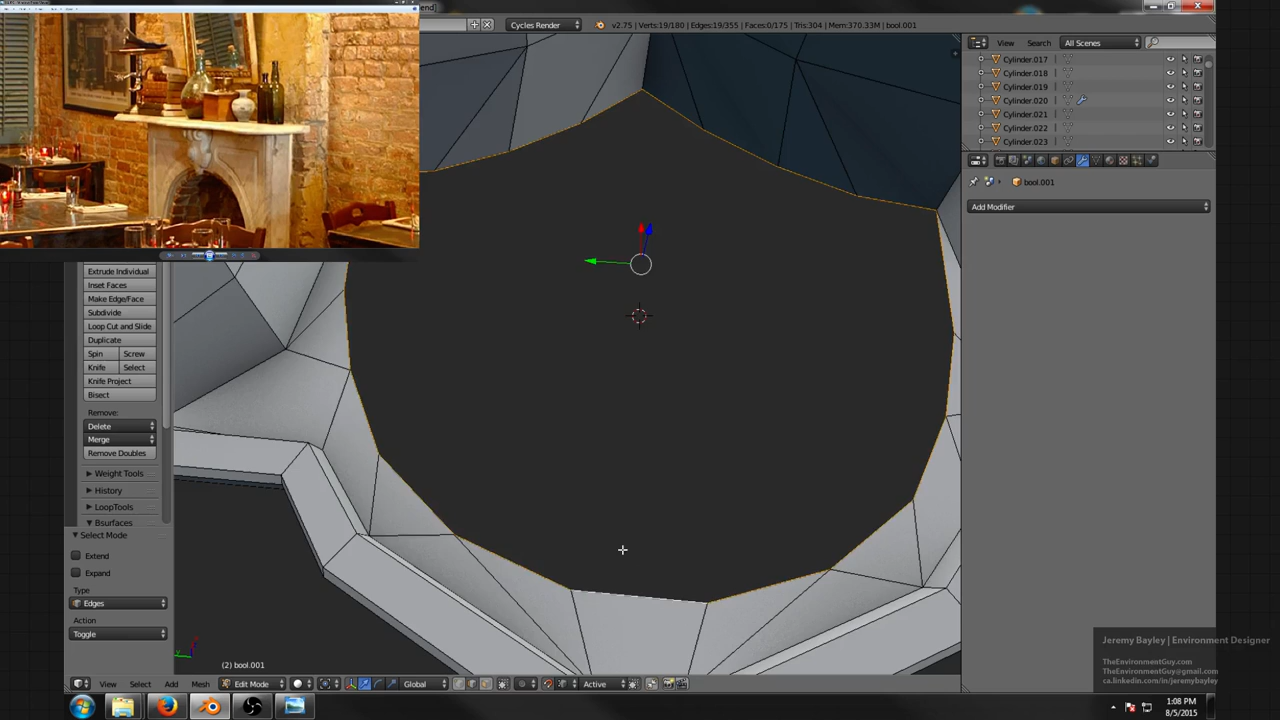 end]
Cycles Render
v2.75 | Verts:19/180 | Edges:19/355 | Faces:0/175 | Tris:304 | Mem:370.33M | bool.001
View Search All Scenes
Cylinder.017
Cylinder.018
Cylinder.019
Cylinder.020
Cylinder.021
Cylinder.022
Cylinder.023
bool.001
Add Modifier
Extrude Individual
Inset Faces
Make Edge/Face
Subdivide
Loop Cut and Slide
Duplicate
Spin Screw
Knife Select
Knife Project
Bisect
Remove:
Delete
Merge
Remove Doubles
Weight Tools
History
LoopTools
Bsurfaces
Select Mode
Extend
Expand
Type
Edges
Action
Toggle
(2) bool.001
View Select Add Mesh Edit Mode Global Active
Jeremy Bayley | Environment Designer
TheEnvironmentGuy.com
TheEnvironmentGuy@gmail.com
ca.linkedin.com/in/jeremybayley
1:08 PM
8/5/2015